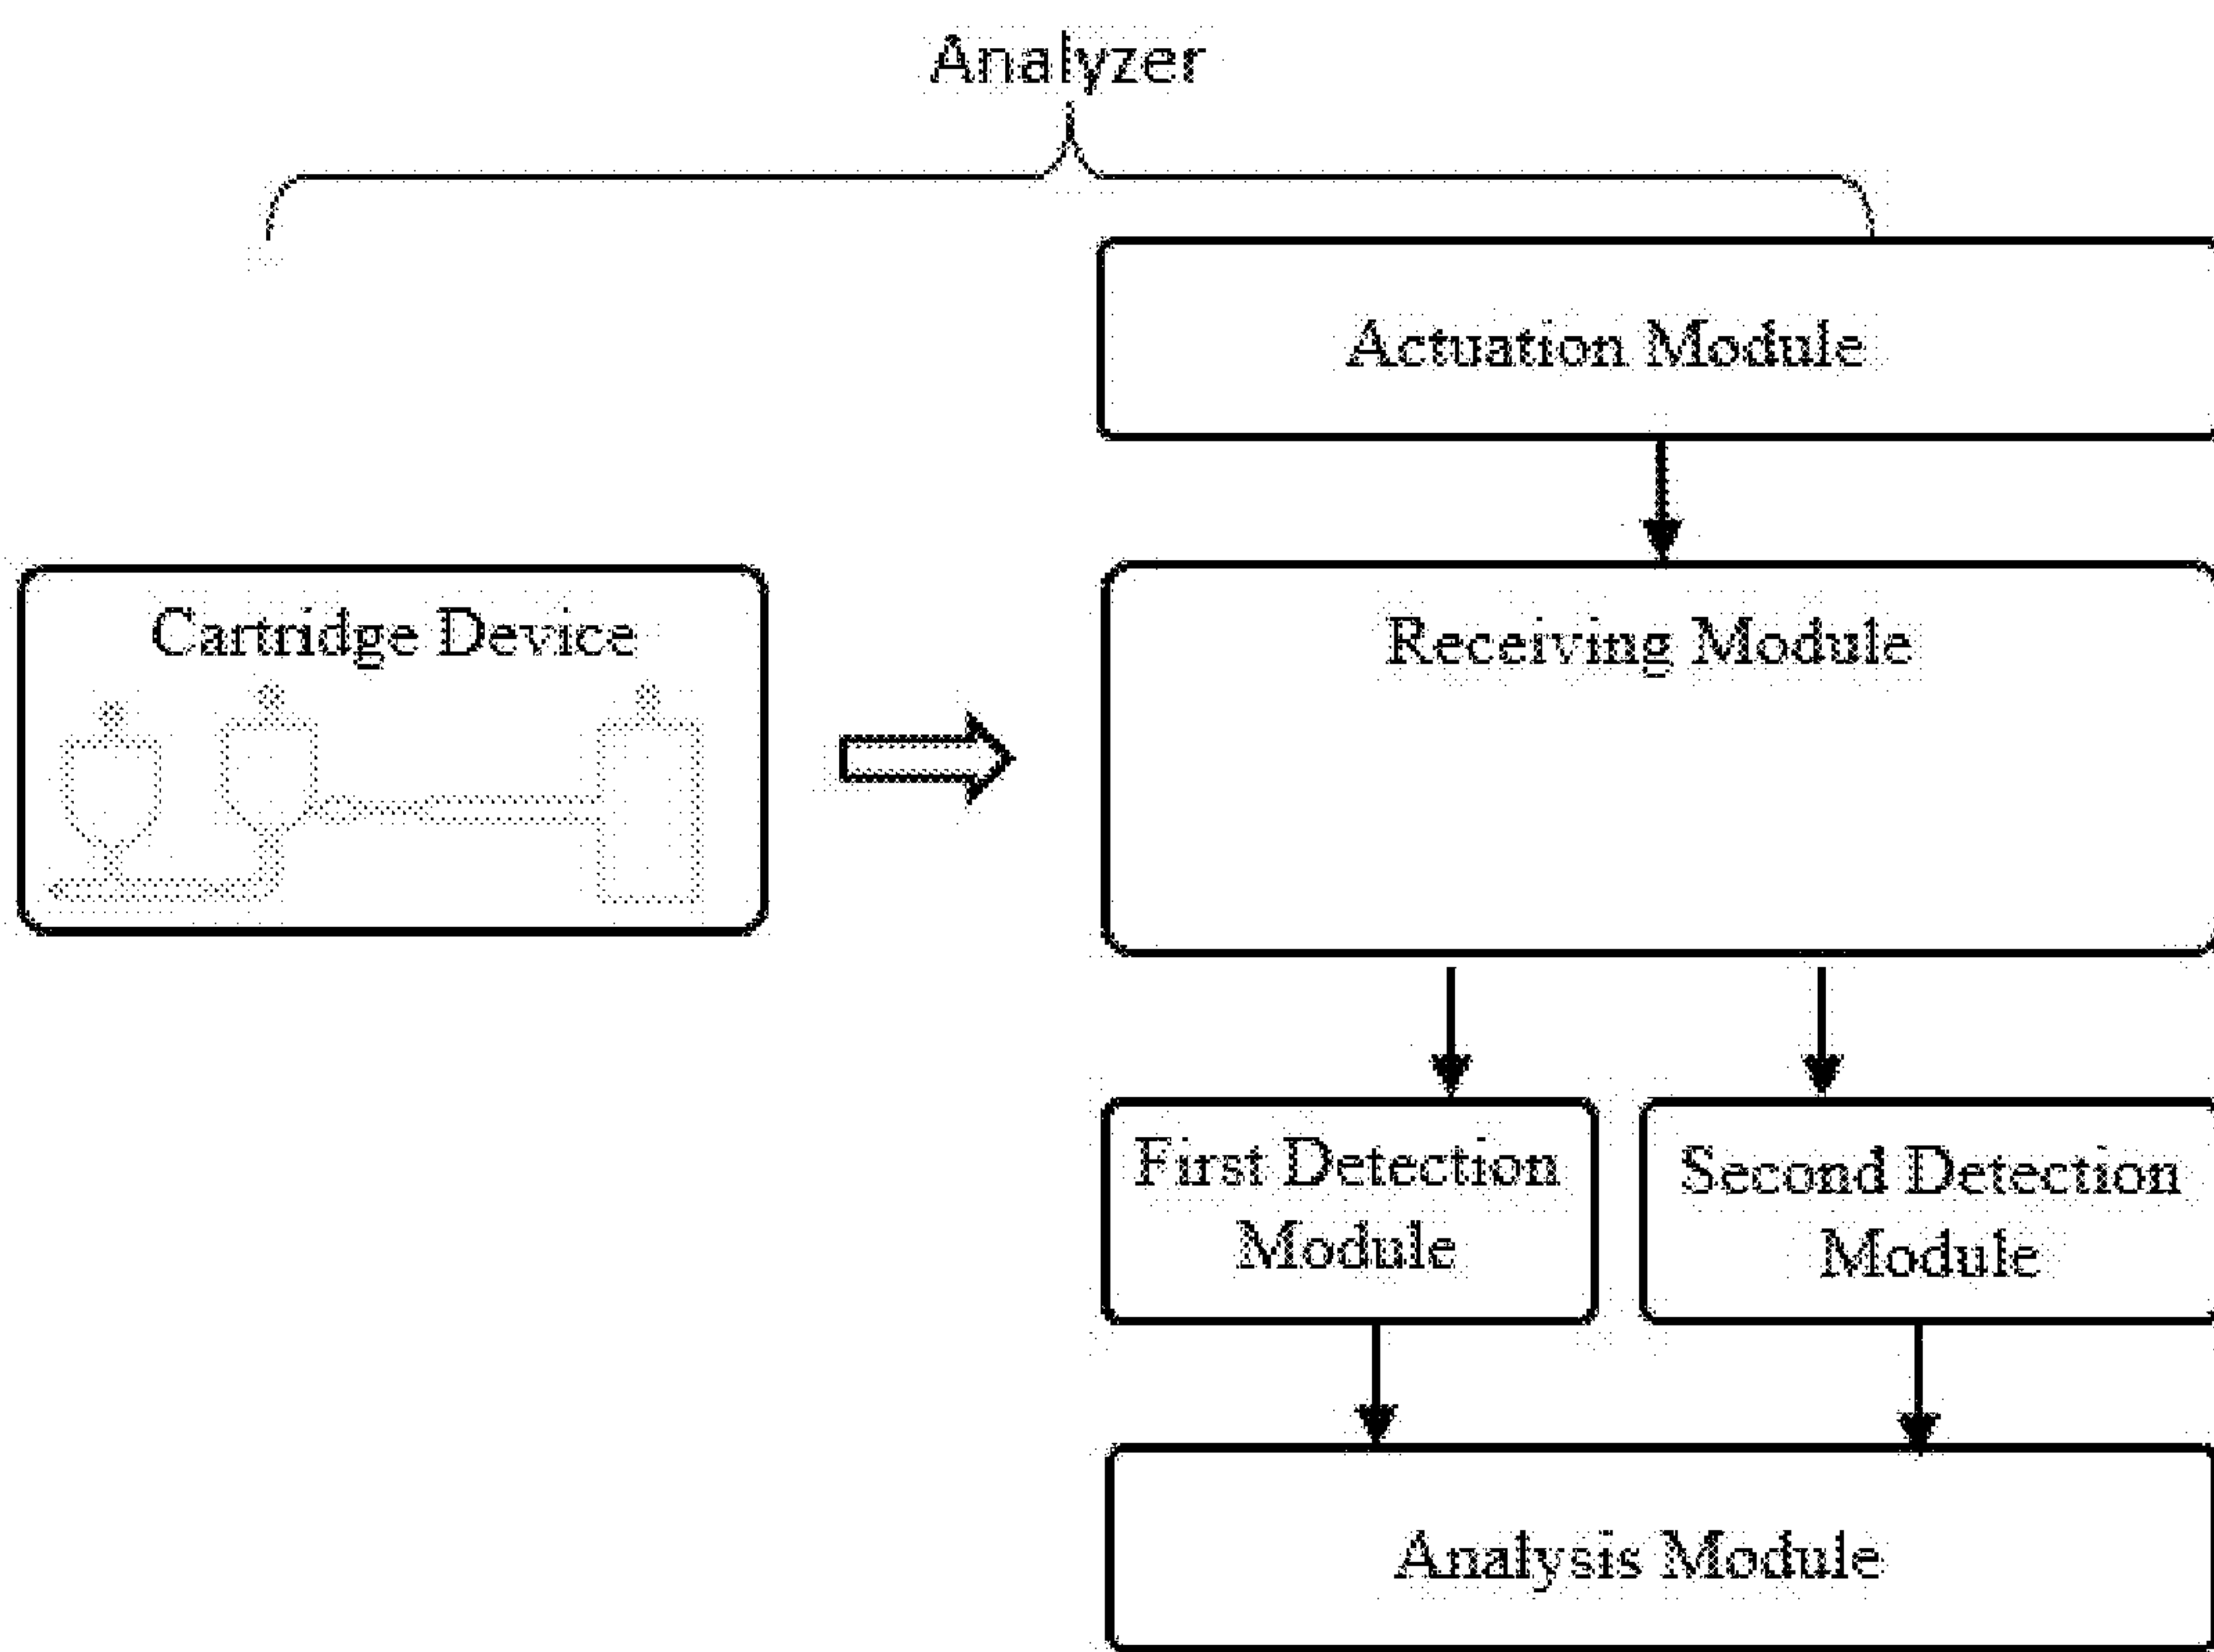 Analyzer
Actuation Module
Cartridge Device
Receiving Module
First Detection
Module
Second Detection
Module
Analysis Module